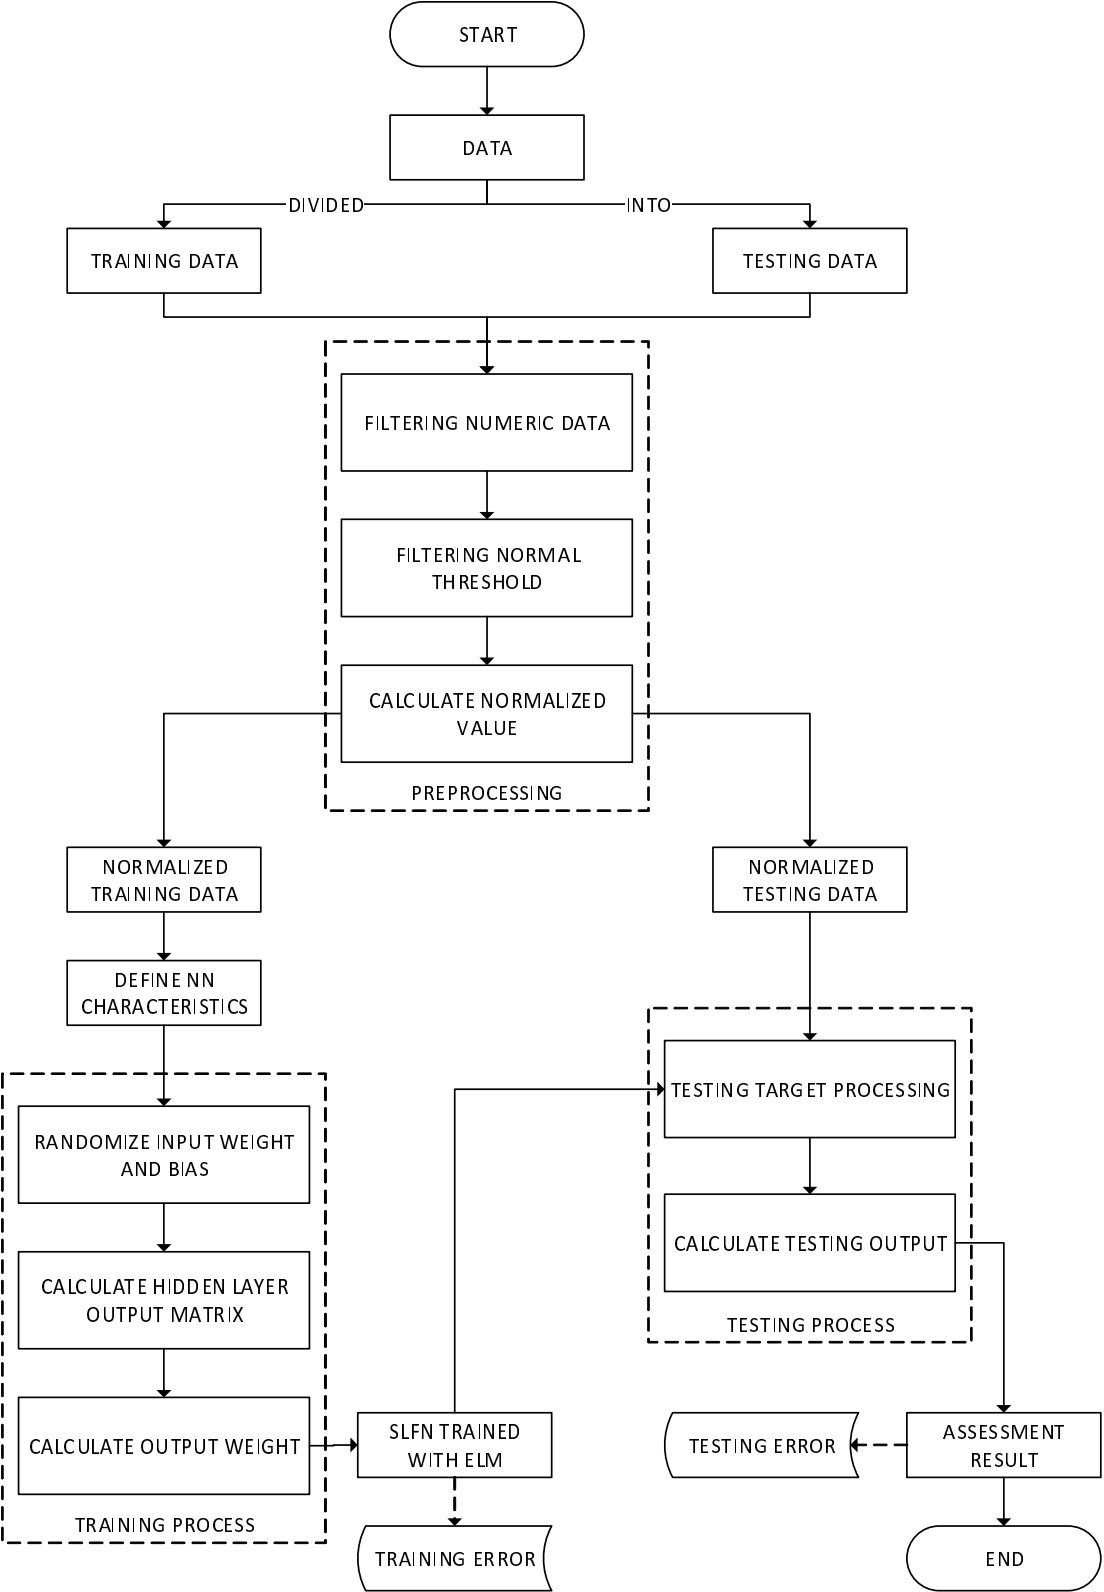 START
DATA
DIVIDED
INTO
TRAINING DATA
TESTING DATA
FILTERING NUMERIC DATA
FILTERING NORMAL
THRESHOLD
CALCULATE NORMALIZED
VALUE
PREPROCESSING
NORMALIZED
TRAINING DATA
NORMALIZED
TESTING DATA
DEFINE NN
CHARACTERISTICS
RANDOMIZE INPUT WEIGHT
AND BIAS
CALCULATE HIDDEN LAYER
OUTPUT MATRIX
CALCULATE OUTPUT WEIGHT
TRAINING PROCESS
SLFN TRAINED
WITH ELM
TRAINING ERROR
TESTING TARGET PROCESSING
CALCULATE TESTING OUTPUT
TESTING PROCESS
TESTING ERROR
ASSESSMENT
RESULT
END